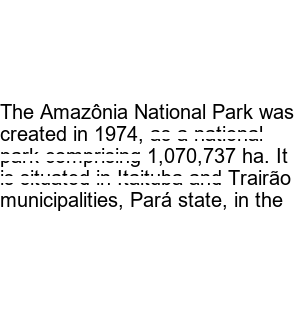 The Amazônia National Park was
created in 1974, as a national
park comprising 1,070,737 ha. It
is situated in Itaituba and Trairão
municipalities, Pará state, in the